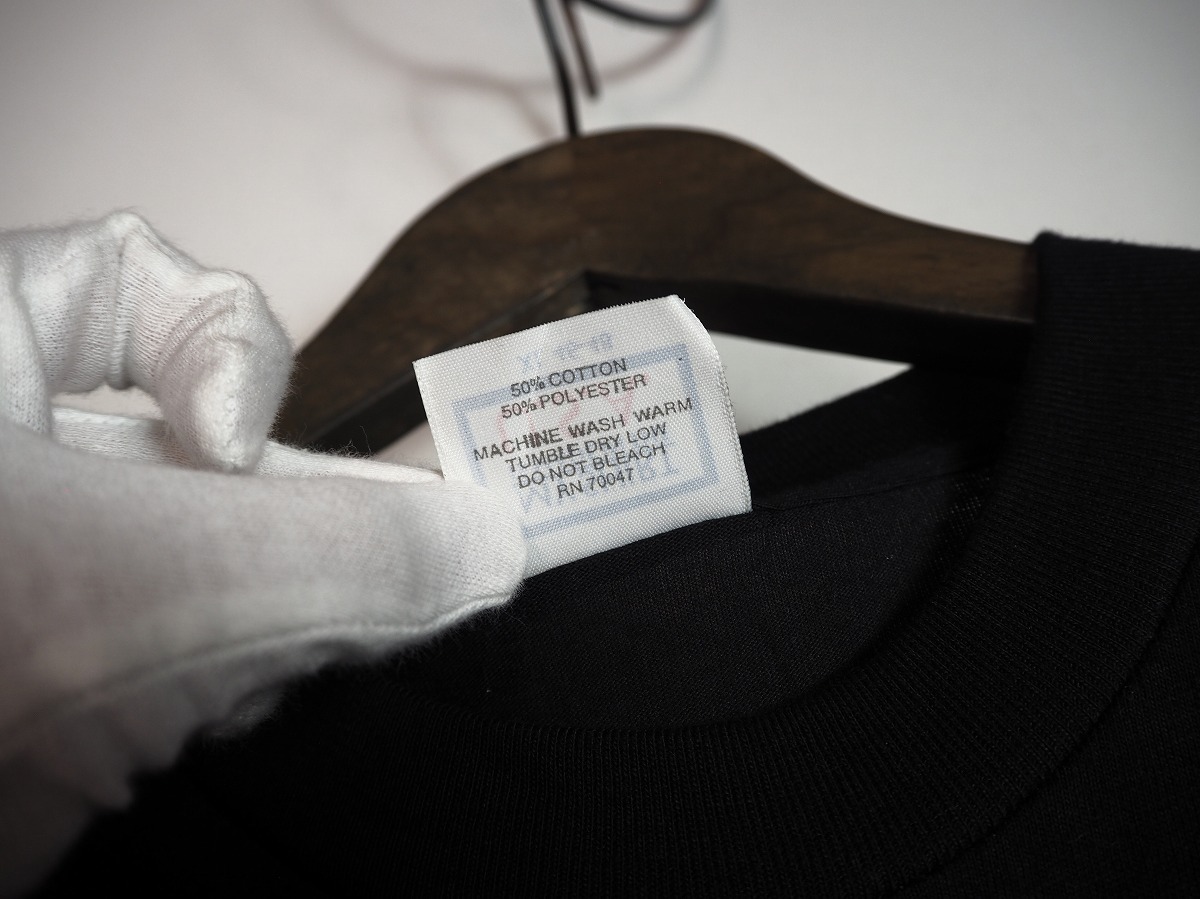 50% COTTON
50% POLYESTER
MACHINE WASH WARM
TUMBLE DRY LOW
DO NOT BLEACH
RN 70047